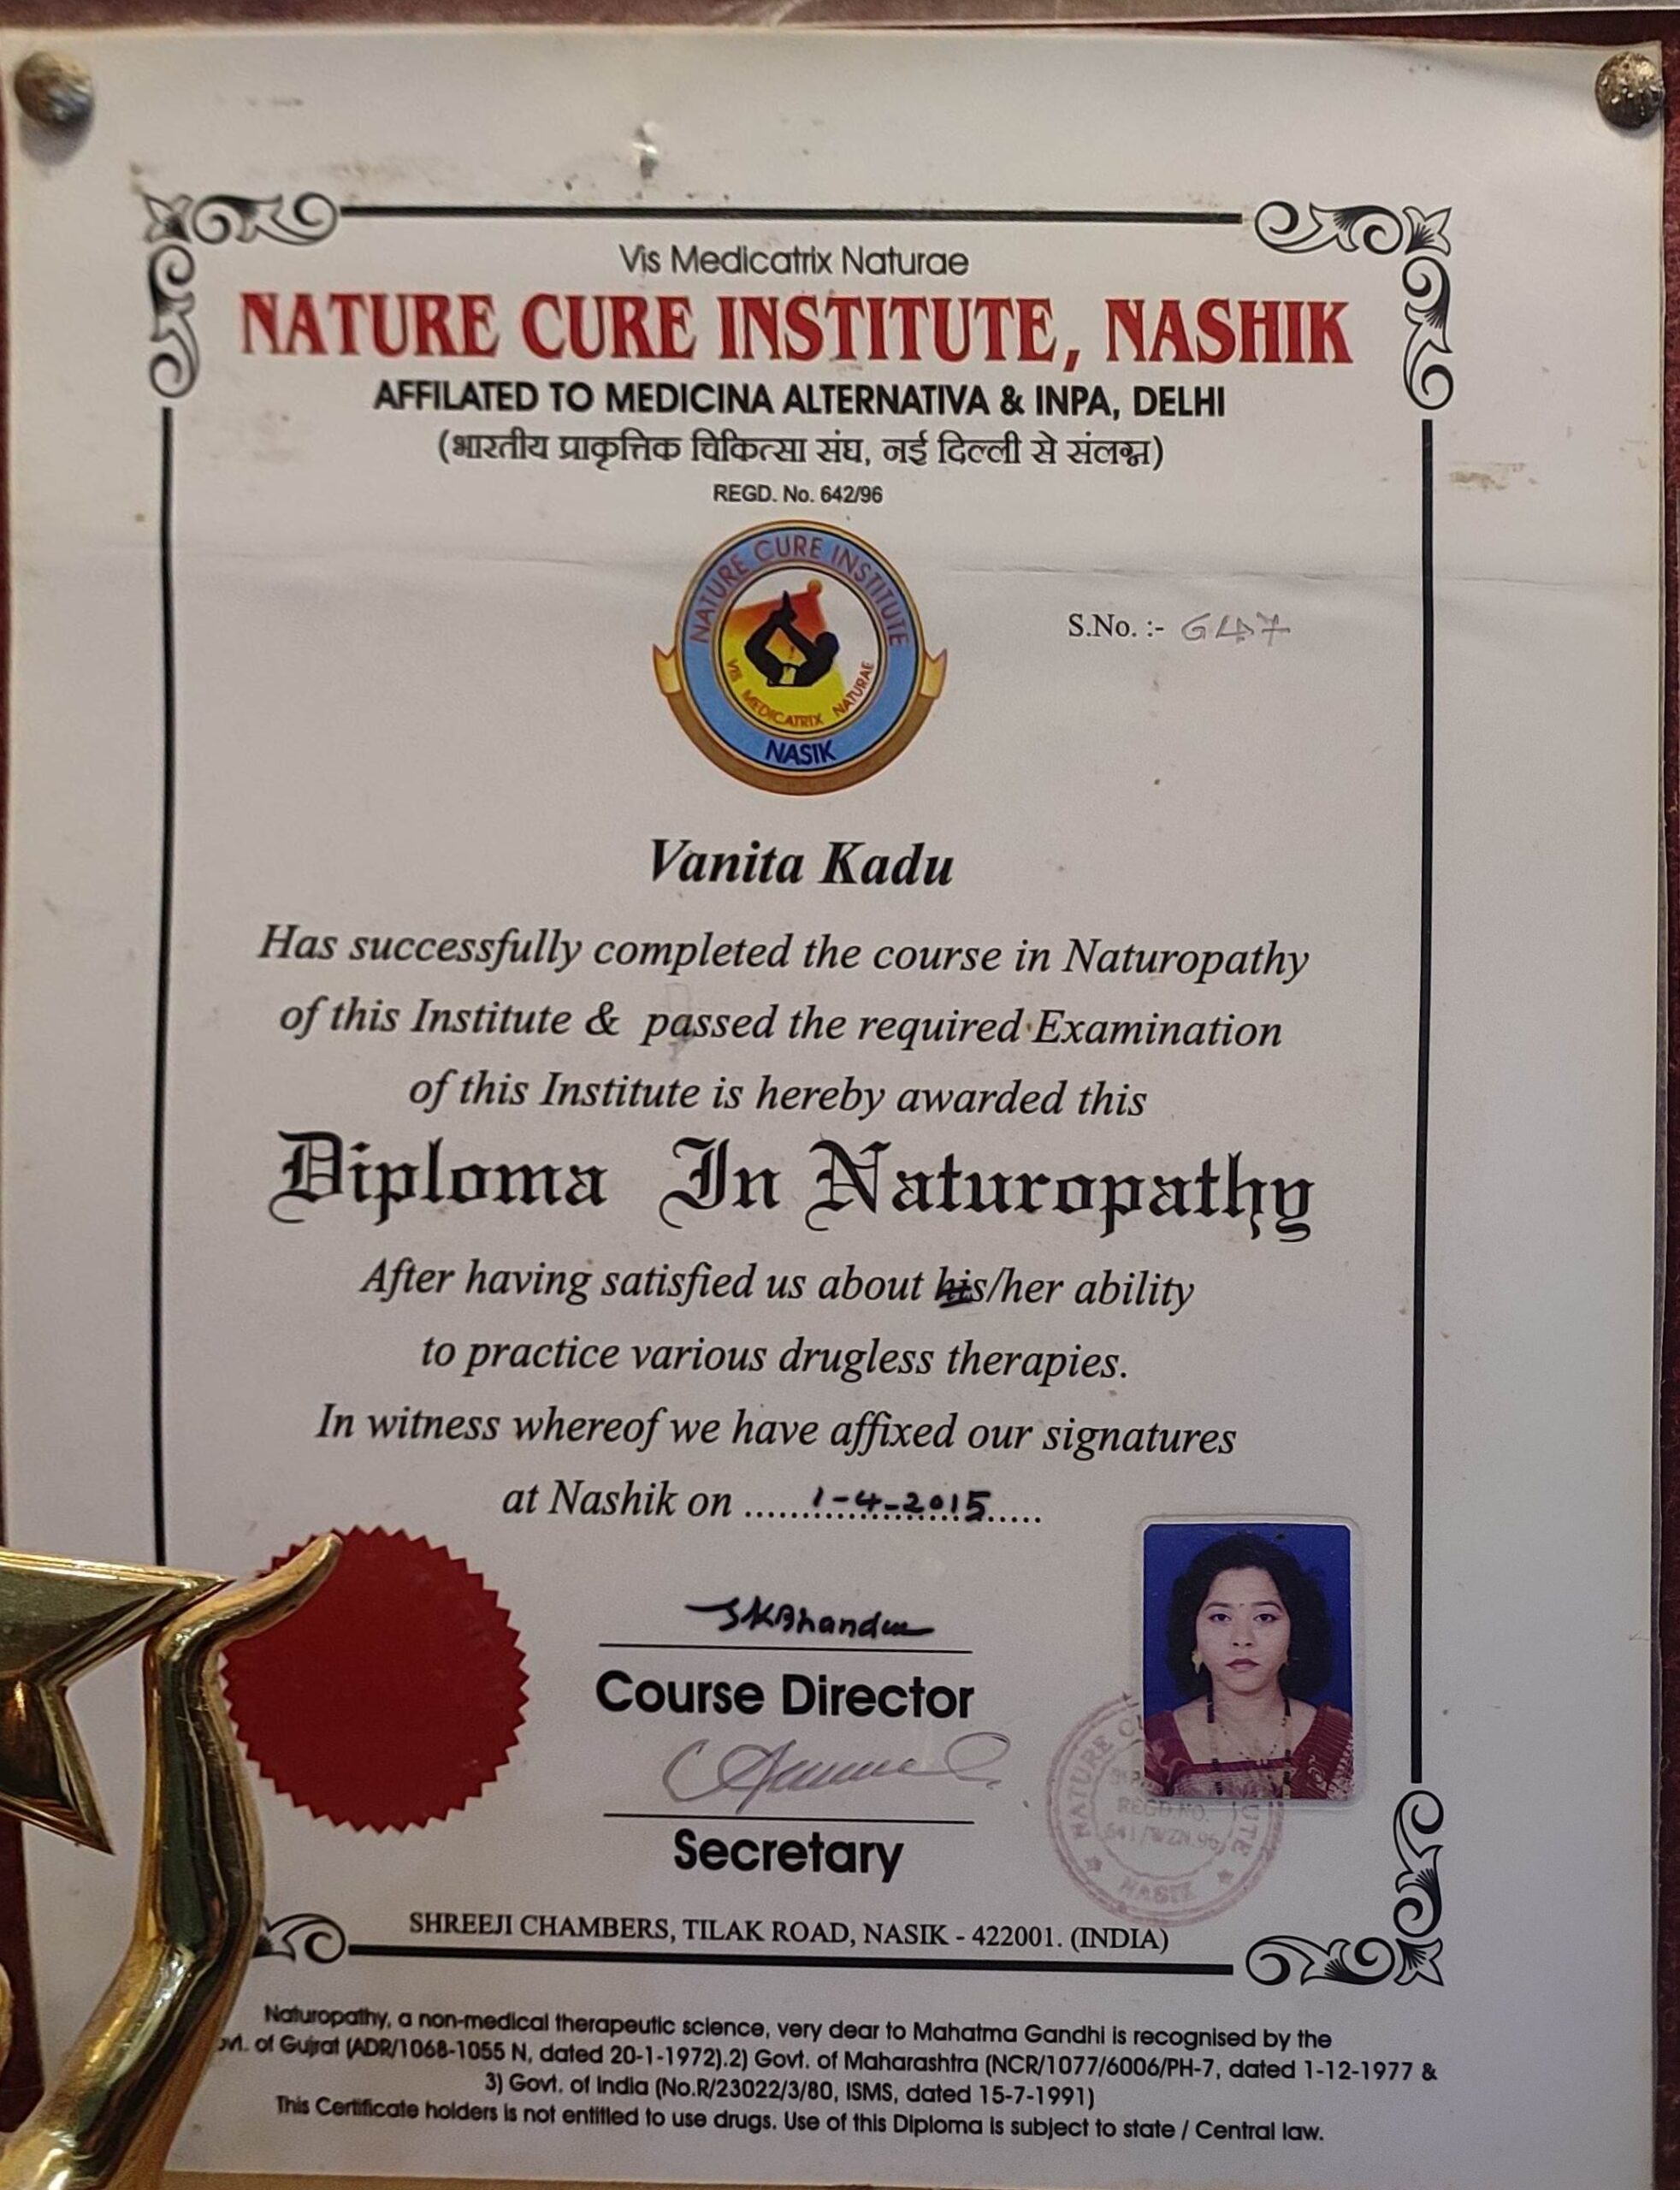 Vis Medicatrix Naturae
NATURE CURE INSTITUTE, NASHIK
AFFILATED TO MEDICINA ALTERNATIVA & INPA, DELHI
(भारतीय प्राकृत्तिक चिकित्सा संघ, नई दिल्ली से संलग्न)
REGD. No. 642/96
NATURE CURE INSTITUTE
VIS MEDICATRIX NATURAE
NASIK
S.No. :- 647
Vanita Kadu
Has successfully completed the course in Naturopathy
of this Institute & passed the required Examination
of this Institute is hereby awarded this
Diploma In Naturopathy
After having satisfied us about his/her ability
to practice various drugless therapies.
In witness whereof we have affixed our signatures
at Nashik on ......1-4-2015.....
Course Director
Secretary
NATURE
REGD.NO.
NASIK
SHREEJI CHAMBERS, TILAK ROAD, NASIK - 422001. (INDIA)
Naturopathy, a non-medical therapeutic science, very dear to Mahatma Gandhi is recognised by the
of Gujrat (ADR/1068-1055 N, dated 20-1-1972).2) Govt. of Maharashtra (NCR/1077/6006/PH-7, dated 1-12-1977 &
3) Govt. of India (No.R/23022/3/80, ISMS, dated 15-7-1991)
This Certificate holders is not entitled to use drugs. Use of this Diploma is subject to state / Central law.